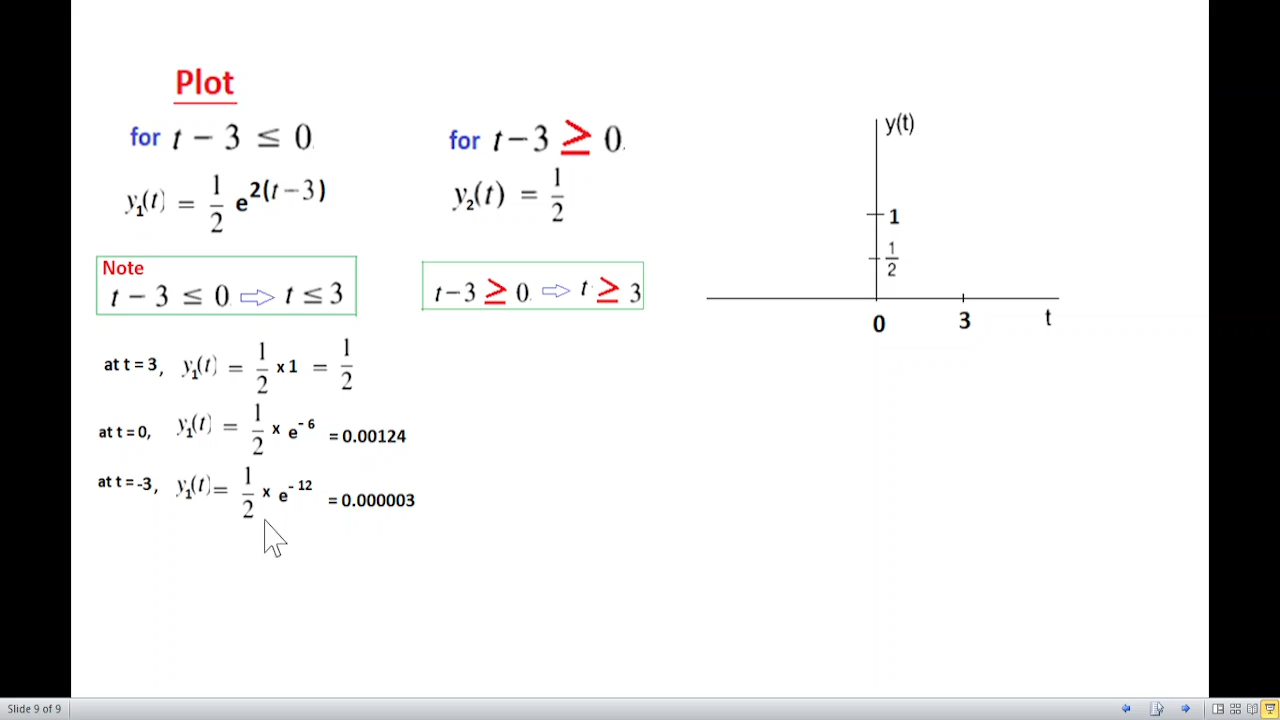 Plot
for t − 3 ≤ 0.
y₁(t) = 1/2 e^2(t − 3)
Note
t − 3 ≤ 0 ⇨ t ≤ 3
at t = 3, y₁(t) = 1/2 x 1 = 1/2
at t = 0, y₁(t) = 1/2 x e^- 6 = 0.00124
at t = -3, y₁(t) = 1/2 x e^- 12 = 0.000003
for t − 3 ≥ 0.
y₂(t) = 1/2
t − 3 ≥ 0 ⇨ t ≥ 3
y(t)
1
1/2
0 3 t
Slide 9 of 9